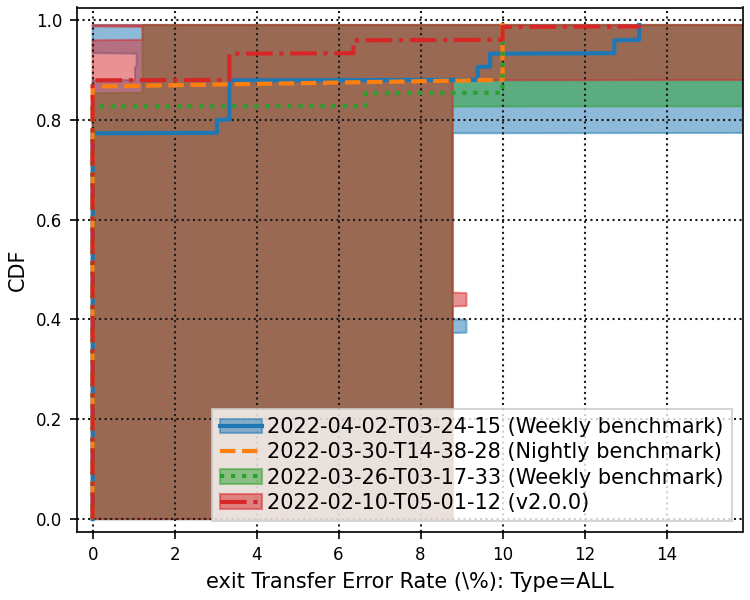 1.0
0.8
0.6
0.4
0.2
0.0
CDF
2022-04-02-T03-24-15 (Weekly benchmark)
2022-03-30-T14-38-28 (Nightly benchmark)
2022-03-26-T03-17-33 (Weekly benchmark)
2022-02-10-T05-01-12 (v2.0.0)
0 2 4 6 8 10 12 14
exit Transfer Error Rate (\%): Type=ALL